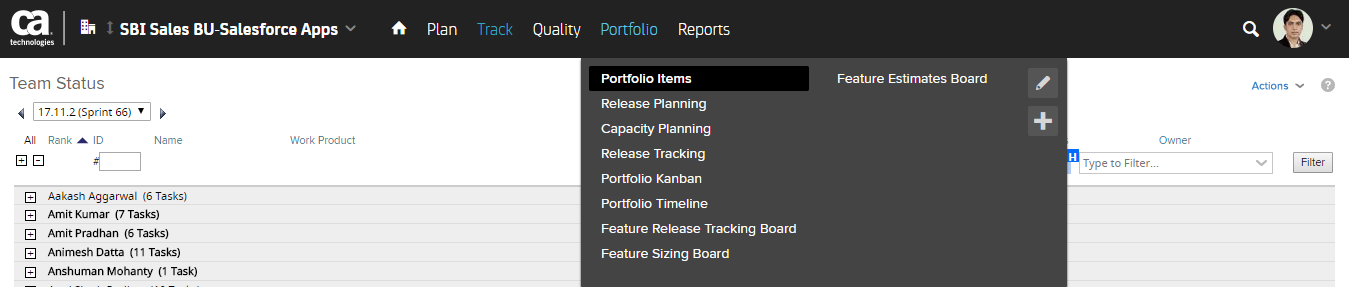 ca
technologies
SBI Sales BU-Salesforce Apps
Plan
Track
Quality
Portfolio
Reports
Team Status
Actions
?
17.11.2 (Sprint 66)
All
Rank
ID
Name
Work Product
Owner
#
H
Type to Filter...
Filter
Aakash Aggarwal (6 Tasks)
Amit Kumar (7 Tasks)
Amit Pradhan (6 Tasks)
Animesh Datta (11 Tasks)
Anshuman Mohanty (1 Task)
Portfolio Items
Release Planning
Capacity Planning
Release Tracking
Portfolio Kanban
Portfolio Timeline
Feature Release Tracking Board
Feature Sizing Board
Feature Estimates Board